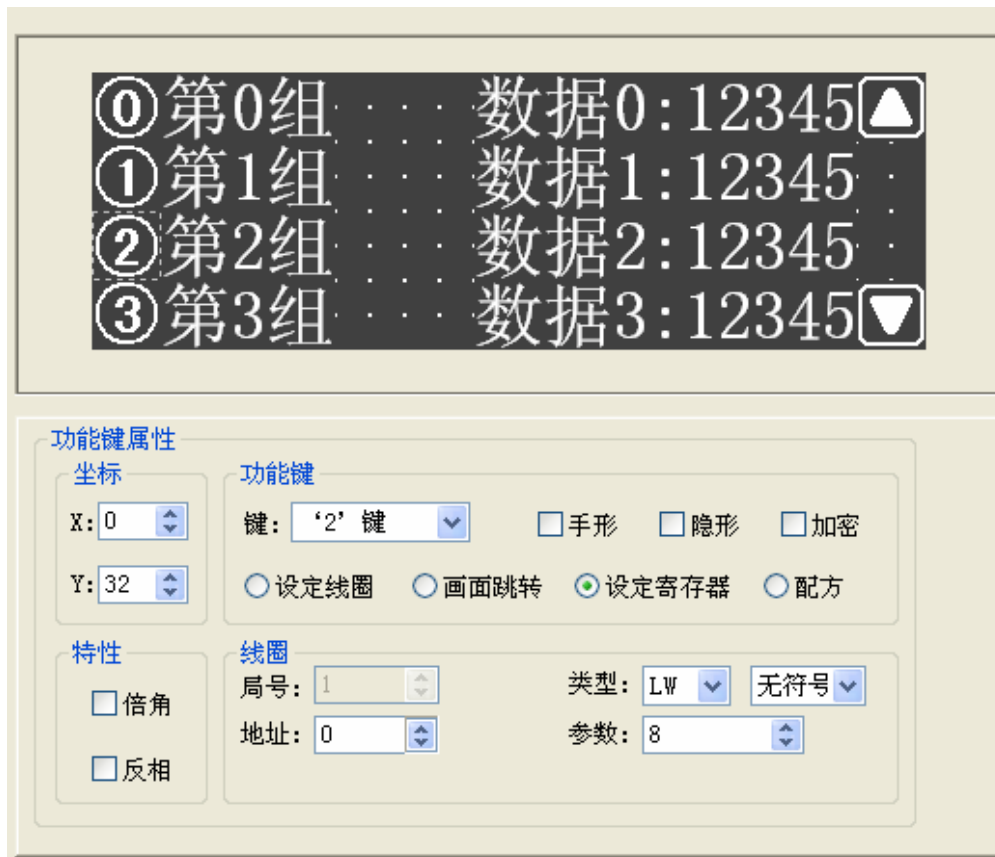 0第0组 数据0:12345
1第1组 数据1:12345
2第2组 数据2:12345
3第3组 数据3:12345
功能键属性
坐标 功能键
X: 0 键: ‘2’键 手形 隐形 加密
Y: 32 设定线圈 画面跳转 设定寄存器 配方
特性 线圈
倍角 局号: 1 类型: LW 无符号
地址: 0 参数: 8
反相